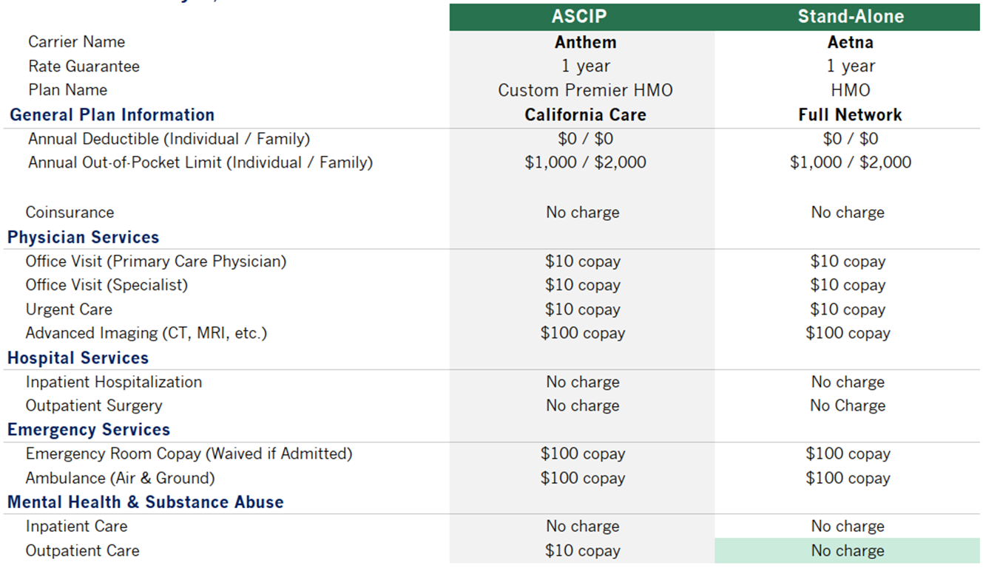 ASCIP Stand-Alone
Carrier Name Anthem Aetna
Rate Guarantee 1 year 1 year
Plan Name Custom Premier HMO HMO
General Plan Information California Care Full Network
Annual Deductible (Individual / Family) $0 / $0 $0 / $0
Annual Out-of-Pocket Limit (Individual / Family) $1,000 / $2,000 $1,000 / $2,000
Coinsurance No charge No charge
Physician Services
Office Visit (Primary Care Physician) $10 copay $10 copay
Office Visit (Specialist) $10 copay $10 copay
Urgent Care $10 copay $10 copay
Advanced Imaging (CT, MRI, etc.) $100 copay $100 copay
Hospital Services
Inpatient Hospitalization No charge No charge
Outpatient Surgery No charge No Charge
Emergency Services
Emergency Room Copay (Waived if Admitted) $100 copay $100 copay
Ambulance (Air & Ground) $100 copay $100 copay
Mental Health & Substance Abuse
Inpatient Care No charge No charge
Outpatient Care $10 copay No charge